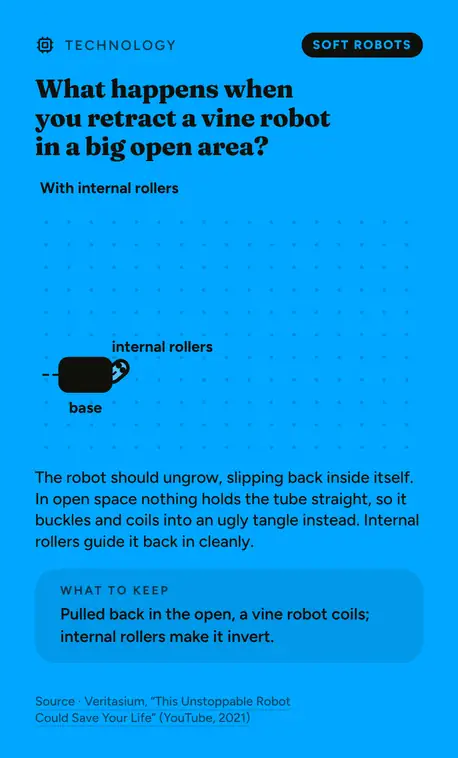 TECHNOLOGY
SOFT ROBOTS
What happens when
you retract a vine robot
in a big open area?
With internal rollers
internal rollers
base
The robot should ungrow, slipping back inside itself.
In open space nothing holds the tube straight, so it
buckles and coils into an ugly tangle instead. Internal
rollers guide it back in cleanly.
WHAT TO KEEP
Pulled back in the open, a vine robot coils;
internal rollers make it invert.
Source · Veritasium, “This Unstoppable Robot
Could Save Your Life” (YouTube, 2021)